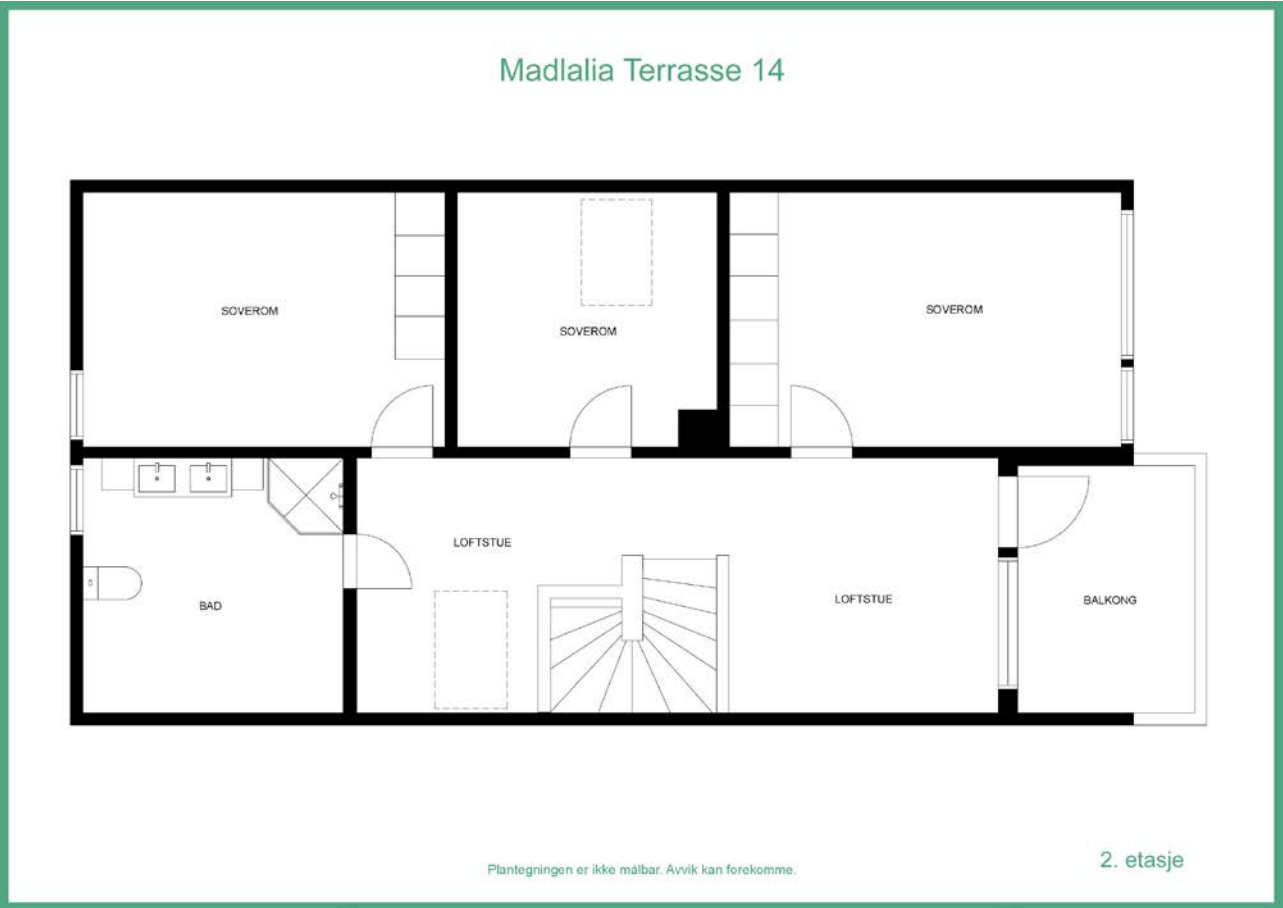 Madlalia Terrasse 14
SOVEROM
SOVEROM
SOVEROM
LOFTSTUE
LOFTSTUE
BALKONG
BAD
Plantegningen er ikke målbar. Avvik kan forekomme.
2. etasje